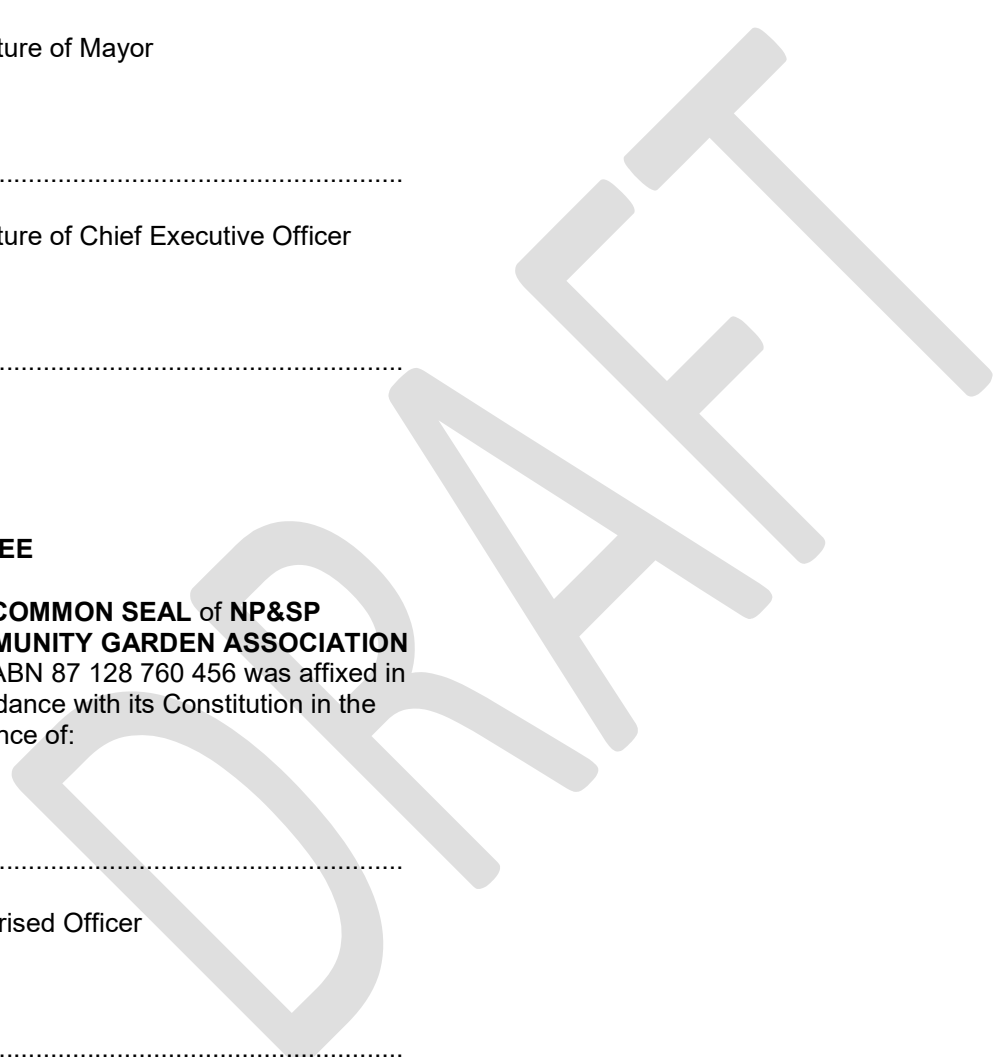 ture of Mayor
ture of Chief Executive Officer
EE
COMMON SEAL of NP&SP
MUNITY GARDEN ASSOCIATION
ABN 87 128 760 456 was affixed in
dance with its Constitution in the
nce of:
rised Officer
DRAFT